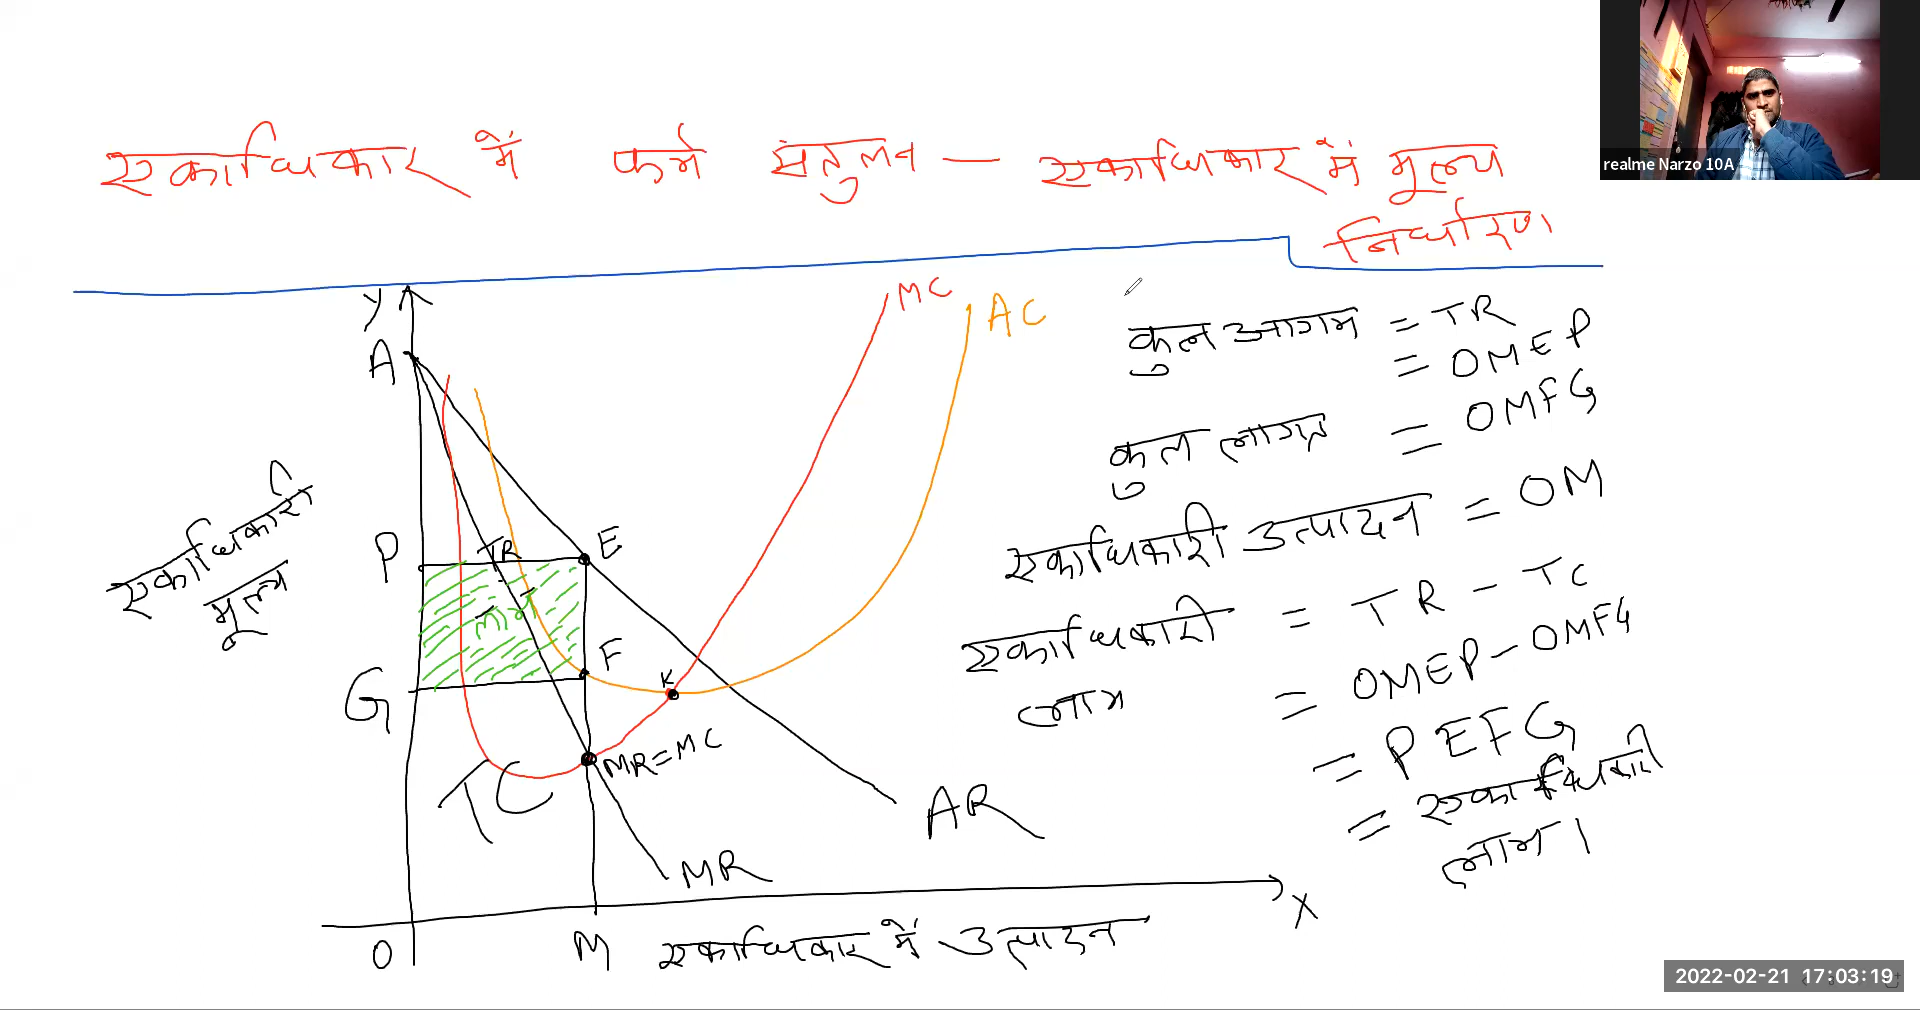 एकाधिकार में फर्म संतुलन — एकाधिकार में मूल्य
निर्धारण
realme Narzo 10A
Y
A
MC
AC
कुल आगम = TR
= OMEP
कुल लागत = OMFG
एकाधिकारी उत्पादन = OM
एकाधिकारी लाभ = TR - TC
= OMEP - OMFG
= PEFG
= एकाधिकारी
लाभ।
एकाधिकारी
मूल्य
P
TR
E
लाभ
G
F
K
TC
MR=MC
AR
MR
X
O
M
एकाधिकार में उत्पादन
2022-02-21 17:03:19